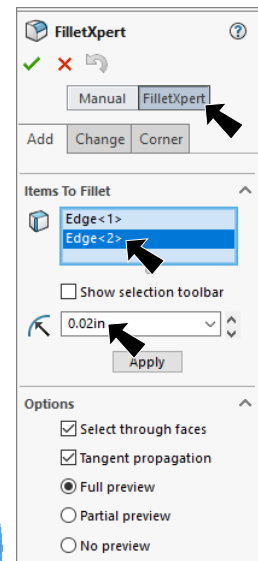 FilletXpert
Manual FilletXpert
Add Change Corner
Items To Fillet
Edge<1>
Edge<2>
Show selection toolbar
0.02in
Apply
Options
Select through faces
Tangent propagation
Full preview
Partial preview
No preview